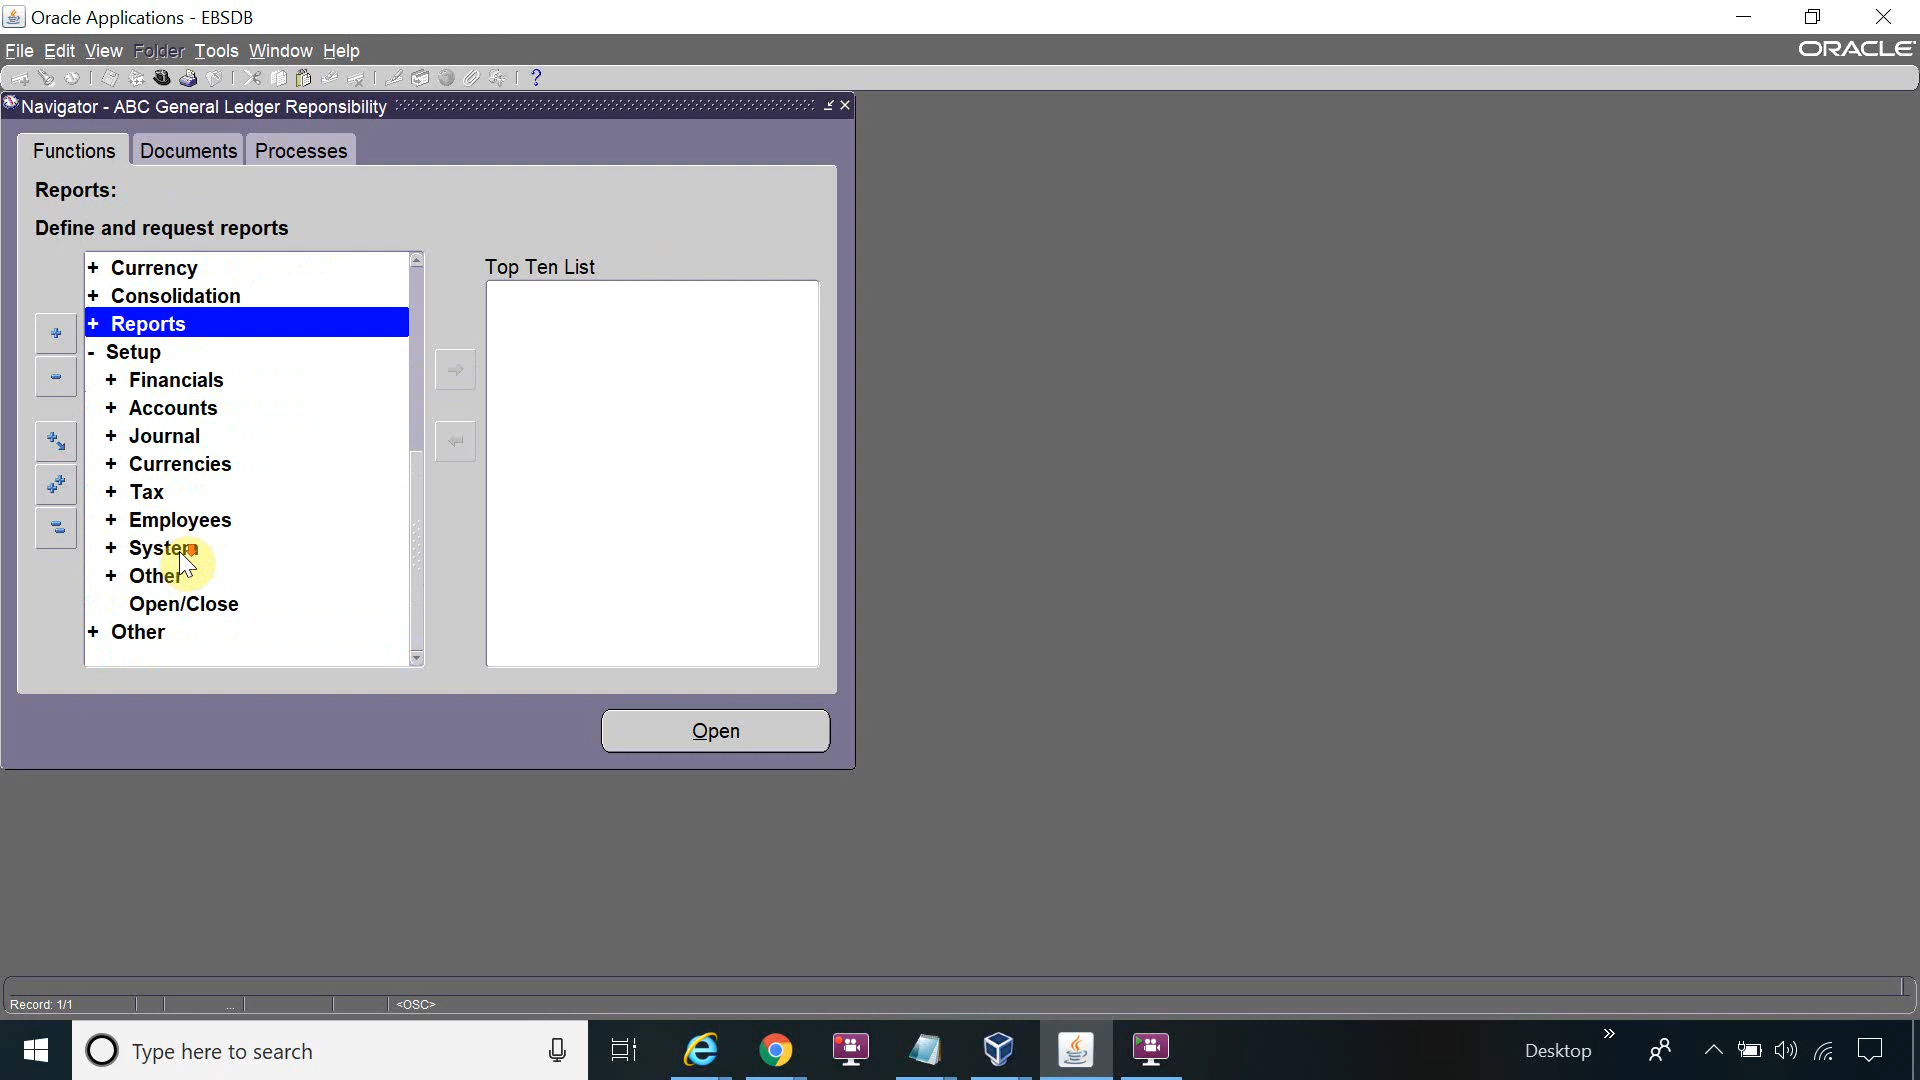 Oracle Applications - EBSDB
File Edit View Folder Tools Window Help
ORACLE
Navigator - ABC General Ledger Reponsibility
Functions Documents Processes
Reports:
Define and request reports
Top Ten List
+ Currency
+ Consolidation
+ Reports
- Setup
+ Financials
+ Accounts
+ Journal
+ Currencies
+ Tax
+ Employees
+ System
+ Other
Open/Close
+ Other
Open
Record: 1/1 ... <OSC>
Type here to search
Desktop